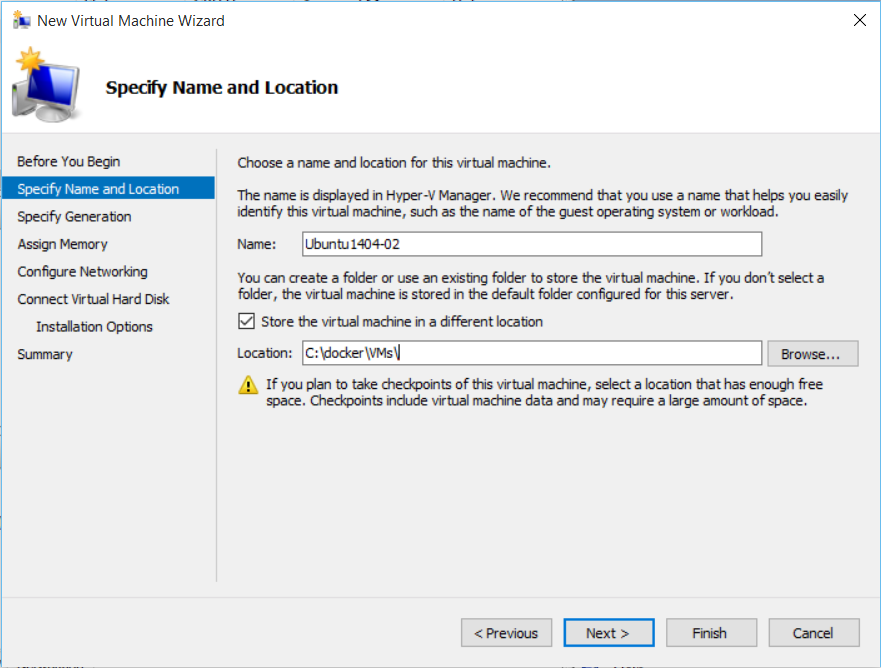 New Virtual Machine Wizard
Specify Name and Location
Before You Begin
Specify Name and Location
Specify Generation
Assign Memory
Configure Networking
Connect Virtual Hard Disk
Installation Options
Summary
Choose a name and location for this virtual machine.
The name is displayed in Hyper-V Manager. We recommend that you use a name that helps you easily
identify this virtual machine, such as the name of the guest operating system or workload.
Name: Ubuntu1404-02
You can create a folder or use an existing folder to store the virtual machine. If you don't select a
folder, the virtual machine is stored in the default folder configured for this server.
Store the virtual machine in a different location
Location: C:\docker\VMs\ Browse...
If you plan to take checkpoints of this virtual machine, select a location that has enough free
space. Checkpoints include virtual machine data and may require a large amount of space.
< Previous Next > Finish Cancel